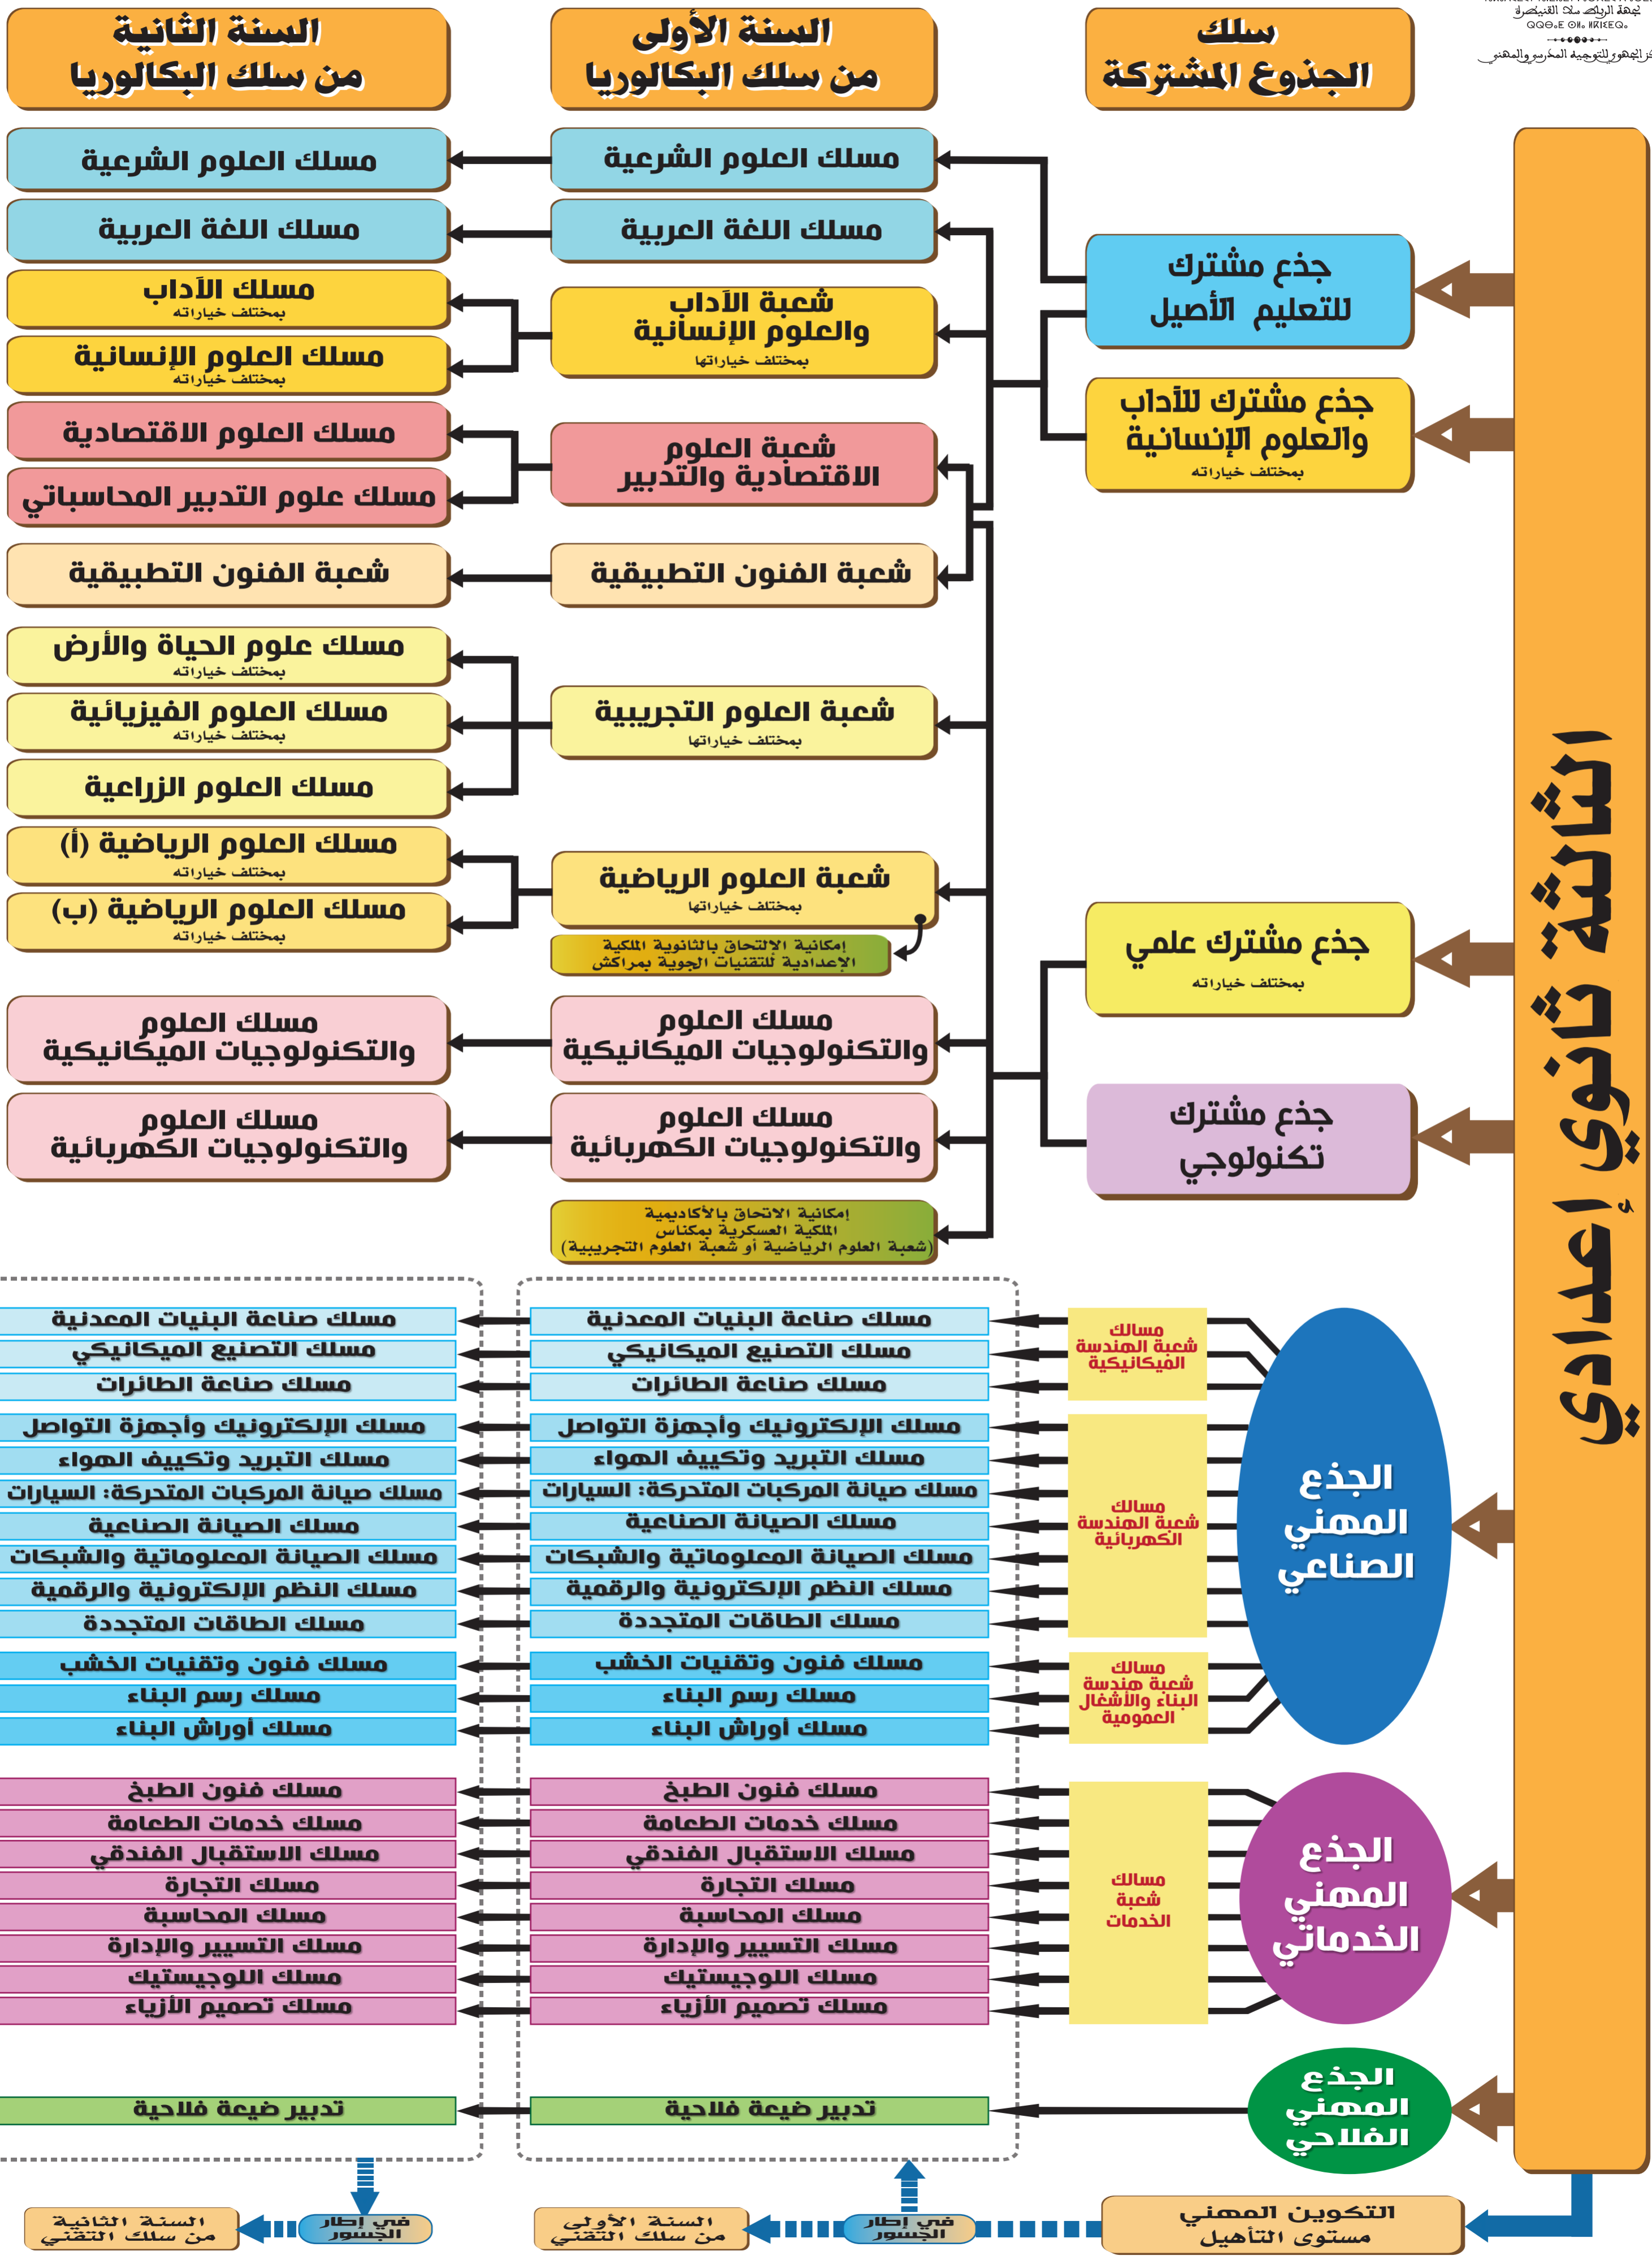 لجهة الرباط سلا القنيطرة
السنة الثانية
من سلك البكالوريا
السنة الأولى
من سلك البكالوريا
سلك
الجذوع المشتركة
الثالثة ثانوي إعدادي
جذع مشترك
للتعليم الأصيل
جذع مشترك للآداب
والعلوم الإنسانية
بمختلف خياراته
جذع مشترك علمي
بمختلف خياراته
جذع مشترك
تكنولوجي
مسلك العلوم الشرعية
مسلك اللغة العربية
شعبة الآداب
والعلوم الإنسانية
بمختلف خياراتها
شعبة العلوم
الاقتصادية والتدبير
شعبة الفنون التطبيقية
شعبة العلوم التجريبية
بمختلف خياراتها
شعبة العلوم الرياضية
بمختلف خياراتها
إمكانية الإلتحاق بالثانوية الملكية
الإعدادية للتقنيات الجوية بمراكش
مسلك العلوم
والتكنولوجيات الميكانيكية
مسلك العلوم
والتكنولوجيات الكهربائية
إمكانية الاتحاق بالأكاديمية
الملكية العسكرية بمكناس
(شعبة العلوم الرياضية أو شعبة العلوم التجريبية)
مسلك العلوم الشرعية
مسلك اللغة العربية
مسلك الآداب
بمختلف خياراته
مسلك العلوم الإنسانية
بمختلف خياراته
مسلك العلوم الاقتصادية
مسلك علوم التدبير المحاسباتي
شعبة الفنون التطبيقية
مسلك علوم الحياة والأرض
بمختلف خياراته
مسلك العلوم الفيزيائية
بمختلف خياراته
مسلك العلوم الزراعية
مسلك العلوم الرياضية (أ)
بمختلف خياراته
مسلك العلوم الرياضية (ب)
بمختلف خياراته
مسلك العلوم
والتكنولوجيات الميكانيكية
مسلك العلوم
والتكنولوجيات الكهربائية
الجذع
المهني
الصناعي
مسالك
شعبة الهندسة
الميكانيكية
مسالك
شعبة الهندسة
الكهربائية
مسالك
شعبة هندسة
البناء والأشغال
العمومية
مسلك صناعة البنيات المعدنية
مسلك التصنيع الميكانيكي
مسلك صناعة الطائرات
مسلك الإلكترونيك وأجهزة التواصل
مسلك التبريد وتكييف الهواء
مسلك صيانة المركبات المتحركة: السيارات
مسلك الصيانة الصناعية
مسلك الصيانة المعلوماتية والشبكات
مسلك النظم الإلكترونية والرقمية
مسلك الطاقات المتجددة
مسلك فنون وتقنيات الخشب
مسلك رسم البناء
مسلك أوراش البناء
مسلك صناعة البنيات المعدنية
مسلك التصنيع الميكانيكي
مسلك صناعة الطائرات
مسلك الإلكترونيك وأجهزة التواصل
مسلك التبريد وتكييف الهواء
مسلك صيانة المركبات المتحركة: السيارات
مسلك الصيانة الصناعية
مسلك الصيانة المعلوماتية والشبكات
مسلك النظم الإلكترونية والرقمية
مسلك الطاقات المتجددة
مسلك فنون وتقنيات الخشب
مسلك رسم البناء
مسلك أوراش البناء
الجذع
المهني
الخدماتي
مسالك
شعبة
الخدمات
مسلك فنون الطبخ
مسلك خدمات الطعامة
مسلك الاستقبال الفندقي
مسلك التجارة
مسلك المحاسبة
مسلك التسيير والإدارة
مسلك اللوجيستيك
مسلك تصميم الأزياء
مسلك فنون الطبخ
مسلك خدمات الطعامة
مسلك الاستقبال الفندقي
مسلك التجارة
مسلك المحاسبة
مسلك التسيير والإدارة
مسلك اللوجيستيك
مسلك تصميم الأزياء
الجذع
المهني
الفلاحي
تدبير ضيعة فلاحية
تدبير ضيعة فلاحية
التكوين المهني
مستوى التأهيل
في إطار
الجسور
السنة الأولى
من سلك التقني
في إطار
الجسور
السنة الثانية
من سلك التقني